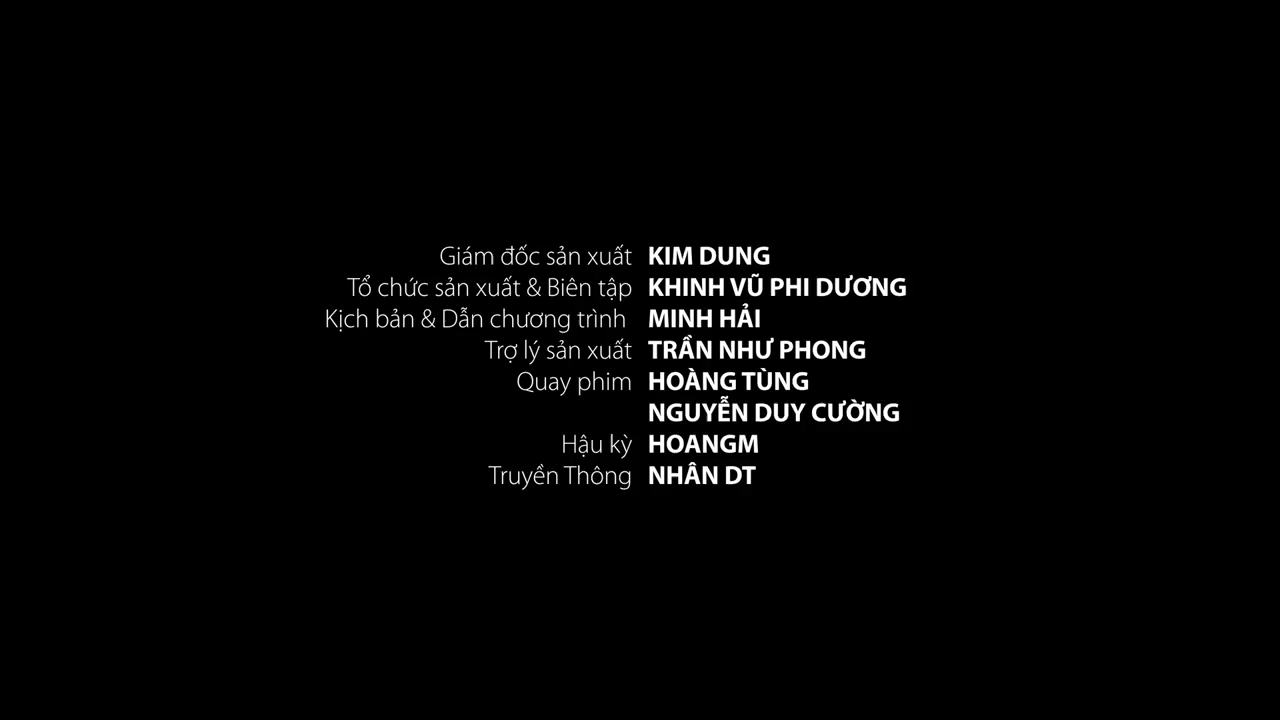 Giám đốc sản xuất KIM DUNG
Tổ chức sản xuất & Biên tập KHINH VŨ PHI DƯƠNG
Kịch bản & Dẫn chương trình MINH HẢI
Trợ lý sản xuất TRẦN NHƯ PHONG
Quay phim HOÀNG TÙNG
NGUYỄN DUY CƯỜNG
Hậu kỳ HOANGM
Truyền Thông NHÂN DT